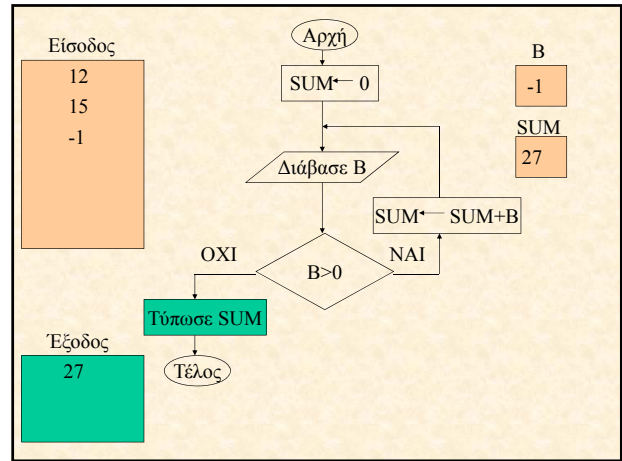 Είσοδος
12
15
-1
Αρχή
SUM← 0
Διάβασε B
SUM← SUM+B
B>0
ΟΧΙ
ΝΑΙ
Τύπωσε SUM
Τέλος
B
-1
SUM
27
Έξοδος
27